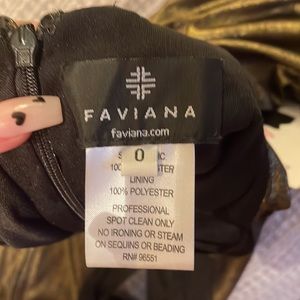 FAVIANA
faviana.com
0
LINING
100% POLYESTER
PROFESSIONAL
SPOT CLEAN ONLY
NO IRONING OR STEAM
ON SEQUINS OR BEADING
RN# 96551